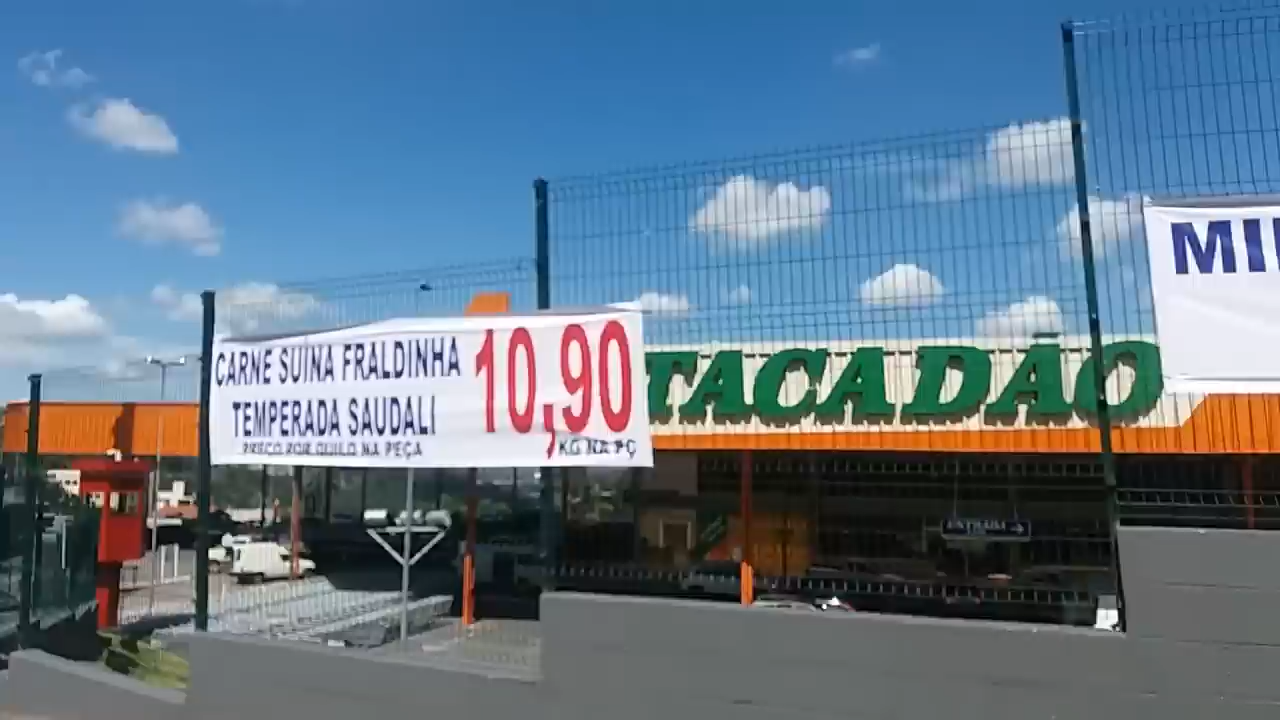 CARNE SUINA FRALDINHA
TEMPERADA SAUDALI
PREÇO POR QUILO NA PEÇA
10,90
KG NA PÇ
TACADÃO
MI
ENTRADA →